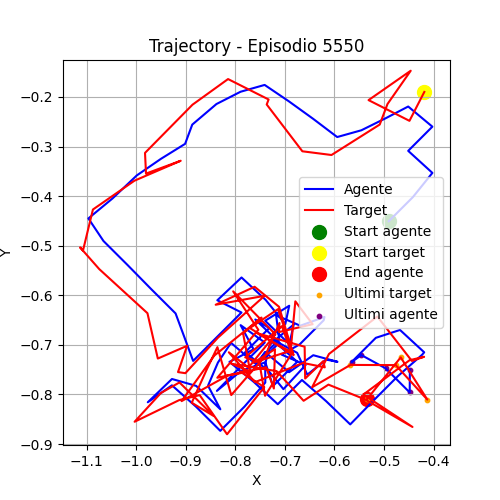 Trajectory - Episodio 5550
−0.2
−0.3
−0.4
−0.5
−0.6
−0.7
−0.8
−0.9
Y
Agente
Target
Start agente
Start target
End agente
Ultimi target
Ultimi agente
−1.1 −1.0 −0.9 −0.8 −0.7 −0.6 −0.5 −0.4
X